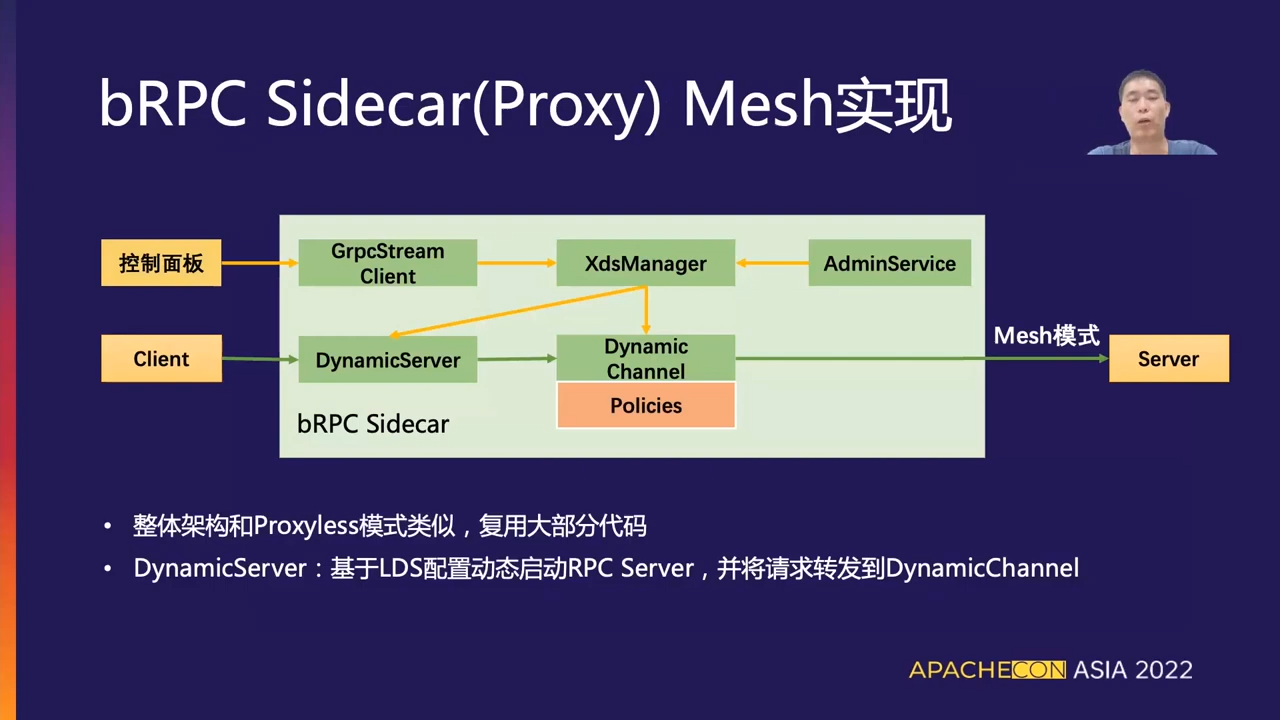 bRPC Sidecar(Proxy) Mesh实现
控制面板
GrpcStream
Client
XdsManager
AdminService
Client
DynamicServer
Dynamic
Channel
Policies
Mesh模式
Server
bRPC Sidecar
• 整体架构和Proxyless模式类似，复用大部分代码
• DynamicServer：基于LDS配置动态启动RPC Server，并将请求转发到DynamicChannel
APACHECON ASIA 2022